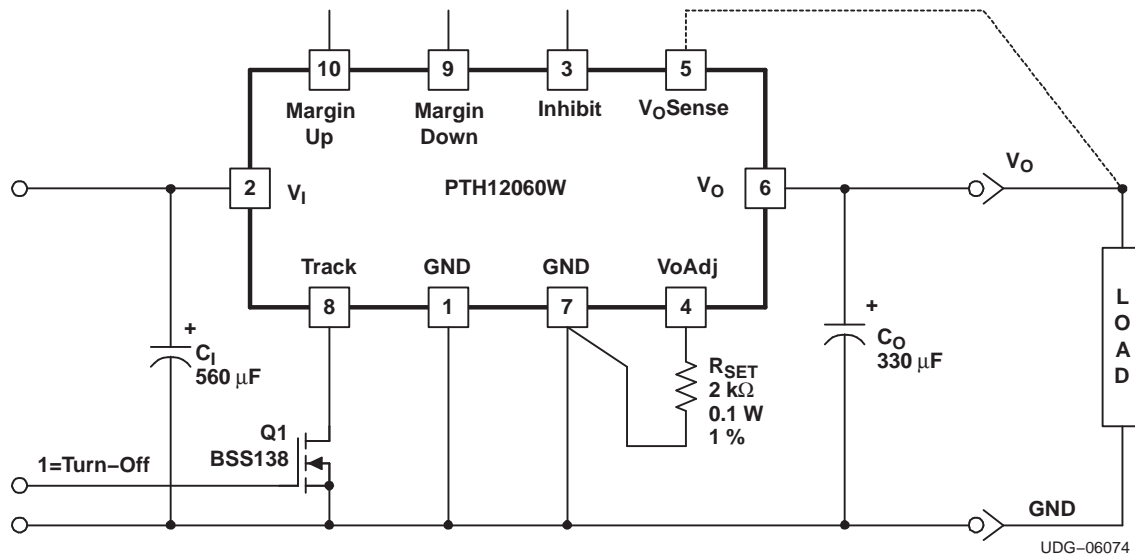 10
9
3
5
Margin
Up
Margin
Down
Inhibit
VOSense
PTH12060W
2
VI
VO
6
VO
Track
GND
GND
VoAdj
8
1
7
4
+
CI
560 μF
RSET
2 kΩ
0.1 W
1 %
+
CO
330 μF
L
O
A
D
Q1
BSS138
1=Turn−Off
GND
UDG−06074